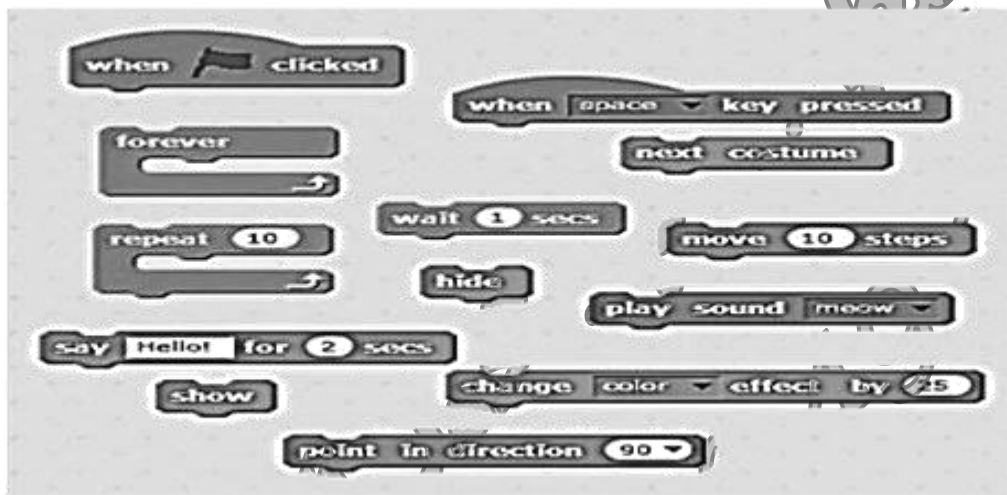 when clicked
when space key pressed
forever
next costume
wait 1 secs
repeat 10
move 10 steps
hide
play sound meow
say Hello! for 2 secs
show
change color effect by
point in direction 90